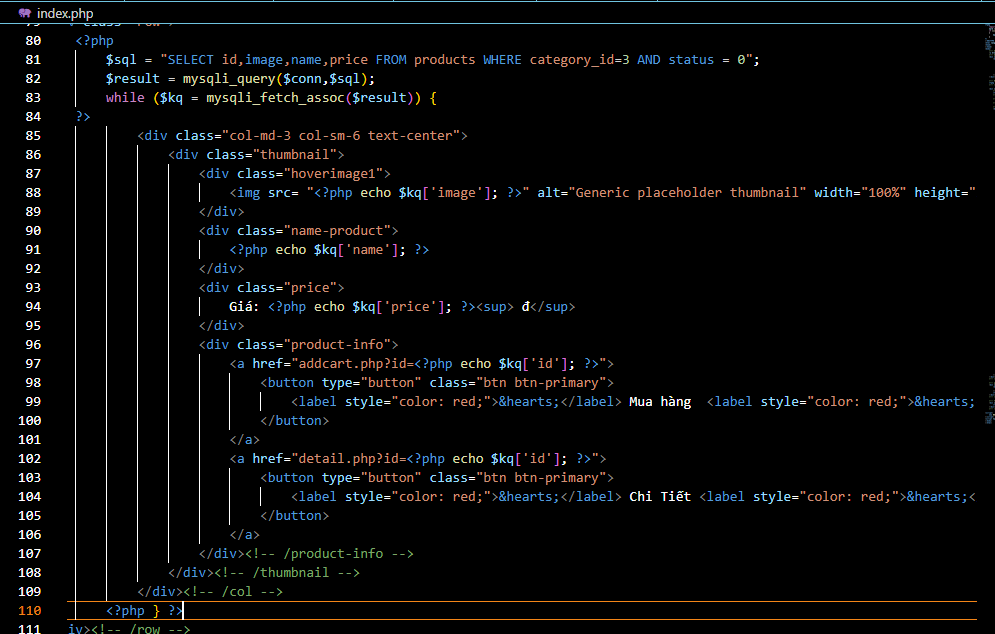 index.php
80 <?php
81 $sql = "SELECT id,image,name,price FROM products WHERE category_id=3 AND status = 0";
82 $result = mysqli_query($conn,$sql);
83 while ($kq = mysqli_fetch_assoc($result)) {
84 ?>
85 <div class="col-md-3 col-sm-6 text-center">
86 <div class="thumbnail">
87 <div class="hoverimage1">
88 <img src= "<?php echo $kq['image']; ?>" alt="Generic placeholder thumbnail" width="100%" height="
89 </div>
90 <div class="name-product">
91 <?php echo $kq['name']; ?>
92 </div>
93 <div class="price">
94 Giá: <?php echo $kq['price']; ?><sup> đ</sup>
95 </div>
96 <div class="product-info">
97 <a href="addcart.php?id=<?php echo $kq['id']; ?>">
98 <button type="button" class="btn btn-primary">
99 <label style="color: red;">&hearts;</label> Mua hàng <label style="color: red;">&hearts;
100 </button>
101 </a>
102 <a href="detail.php?id=<?php echo $kq['id']; ?>">
103 <button type="button" class="btn btn-primary">
104 <label style="color: red;">&hearts;</label> Chi Tiết <label style="color: red;">&hearts;<
105 </button>
106 </a>
107 </div><!-- /product-info -->
108 </div><!-- /thumbnail -->
109 </div><!-- /col -->
110 <?php } ?>
111 iv><!-- /row -->